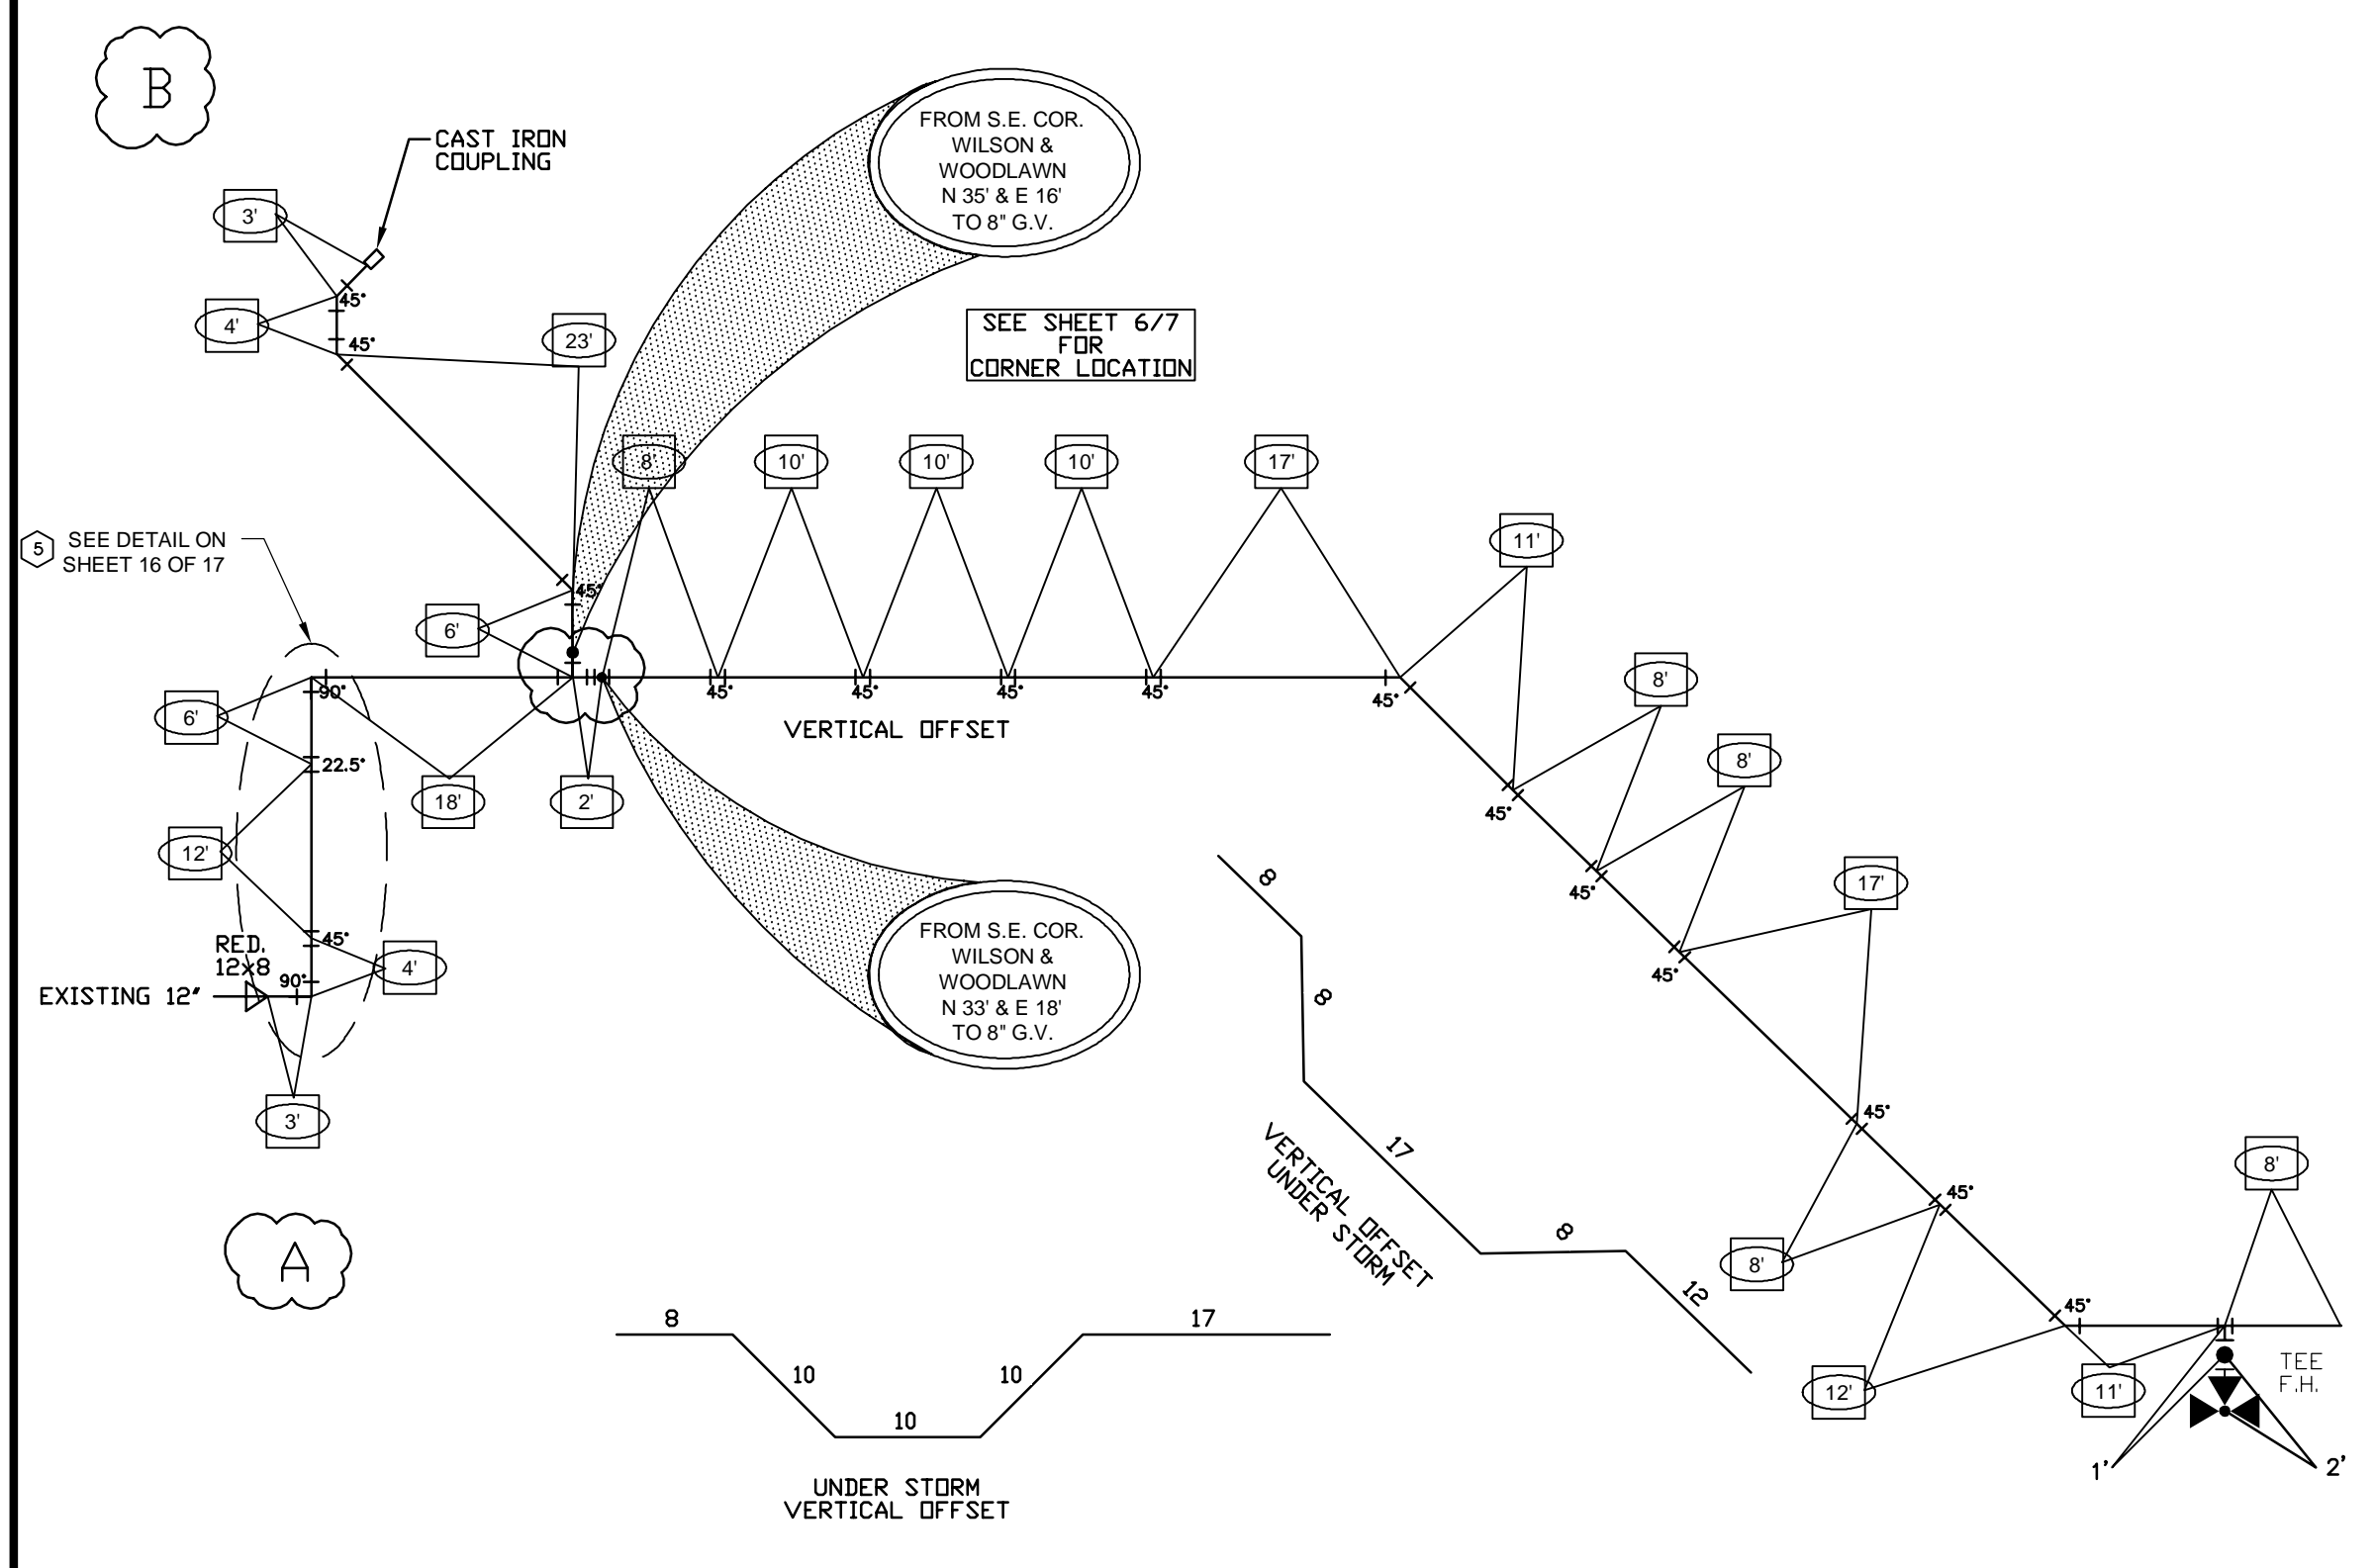 B
CAST IRON
COUPLING
FROM S.E. COR.
WILSON &
WOODLAWN
N 35' & E 16'
TO 8" G.V.
3'
45°
4'
45°
23'
SEE SHEET 6/7
FOR
CORNER LOCATION
8'
10'
10'
10'
17'
11'
5
SEE DETAIL ON
SHEET 16 OF 17
45°
6'
90°
45°
45°
45°
45°
45°
VERTICAL OFFSET
8'
6'
22.5°
18'
2'
8'
45°
12'
45°
17'
45°
RED.
12x8
45°
4'
90°
EXISTING 12"
FROM S.E. COR.
WILSON &
WOODLAWN
N 33' & E 18'
TO 8" G.V.
3'
8
8
17
8
12
VERTICAL OFFSET
UNDER STORM
45°
8'
45°
8'
45°
12'
11'
TEE
F.H.
1'
2'
A
8
10
10
10
17
UNDER STORM
VERTICAL OFFSET